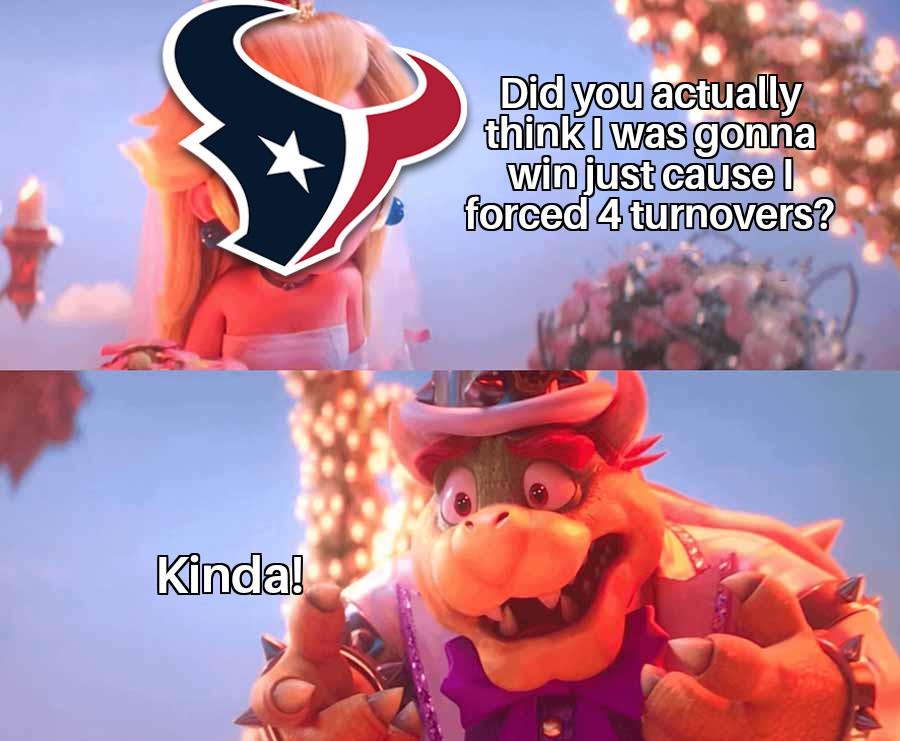 Did you actually
think I was gonna
win just cause I
forced 4 turnovers?
Kinda!